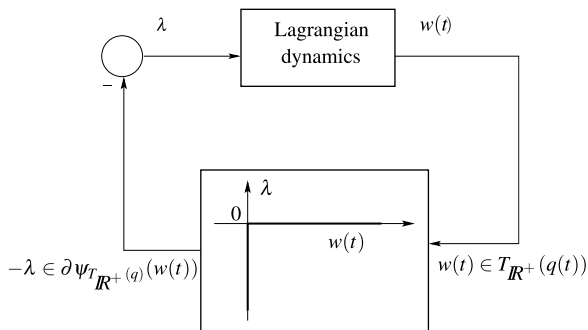 λ
Lagrangian
dynamics
w(t)
−
λ
0
w(t)
−λ ∈ ∂ψ_{T_{IR^+}(q)}(w(t))
w(t) ∈ T_{IR^+}(q(t))